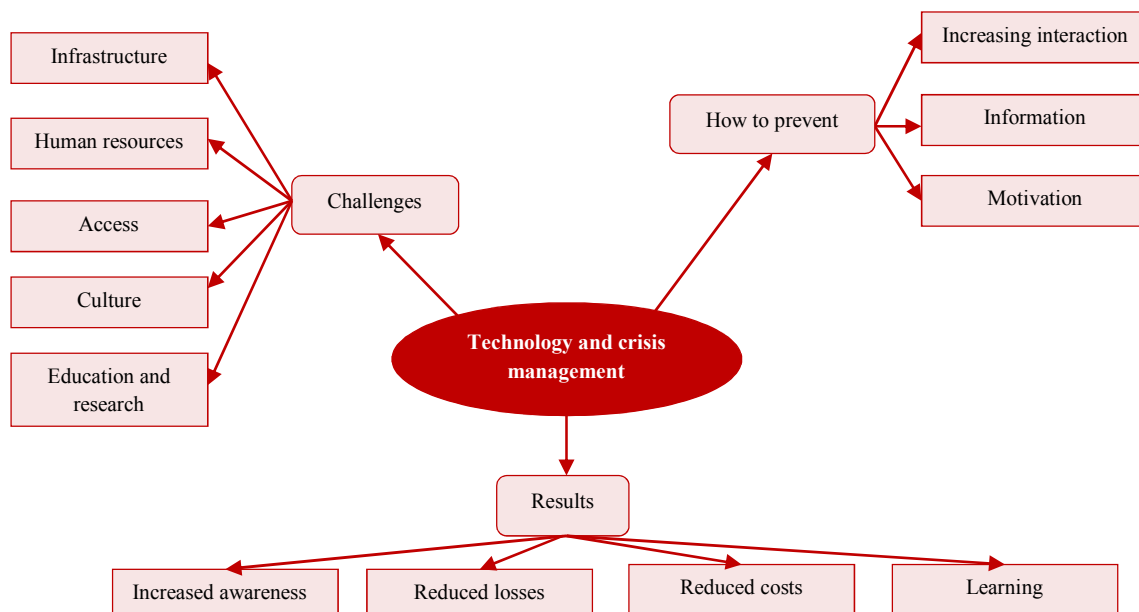 Infrastructure
Human resources
Access
Culture
Education and
research
Challenges
How to prevent
Increasing interaction
Information
Motivation
Technology and crisis
management
Results
Increased awareness
Reduced losses
Reduced costs
Learning